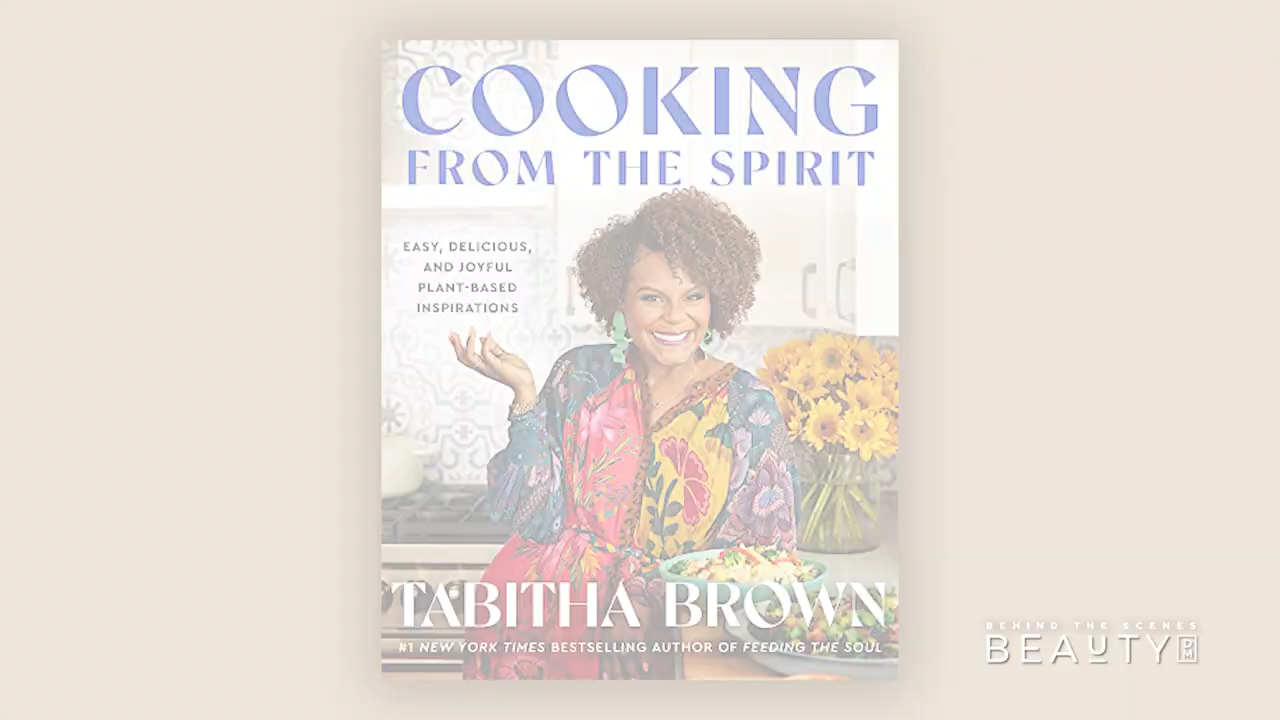 COOKING
FROM THE SPIRIT
EASY, DELICIOUS,
AND JOYFUL
PLANT-BASED
INSPIRATIONS
TABITHA BROWN
#1 NEW YORK TIMES BESTSELLING AUTHOR OF FEEDING THE SOUL
BEHIND THE SCENES
BEAUTY
PM